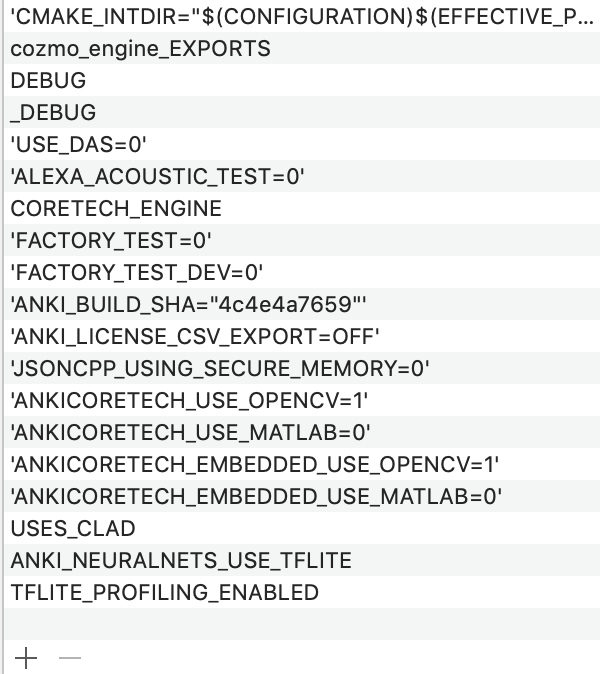 'CMAKE_INTDIR="$(CONFIGURATION)$(EFFECTIVE_P...
cozmo_engine_EXPORTS
DEBUG
_DEBUG
'USE_DAS=0'
'ALEXA_ACOUSTIC_TEST=0'
CORETECH_ENGINE
'FACTORY_TEST=0'
'FACTORY_TEST_DEV=0'
'ANKI_BUILD_SHA="4c4e4a7659"'
'ANKI_LICENSE_CSV_EXPORT=OFF'
'JSONCPP_USING_SECURE_MEMORY=0'
'ANKICORETECH_USE_OPENCV=1'
'ANKICORETECH_USE_MATLAB=0'
'ANKICORETECH_EMBEDDED_USE_OPENCV=1'
'ANKICORETECH_EMBEDDED_USE_MATLAB=0'
USES_CLAD
ANKI_NEURALNETS_USE_TFLITE
TFLITE_PROFILING_ENABLED